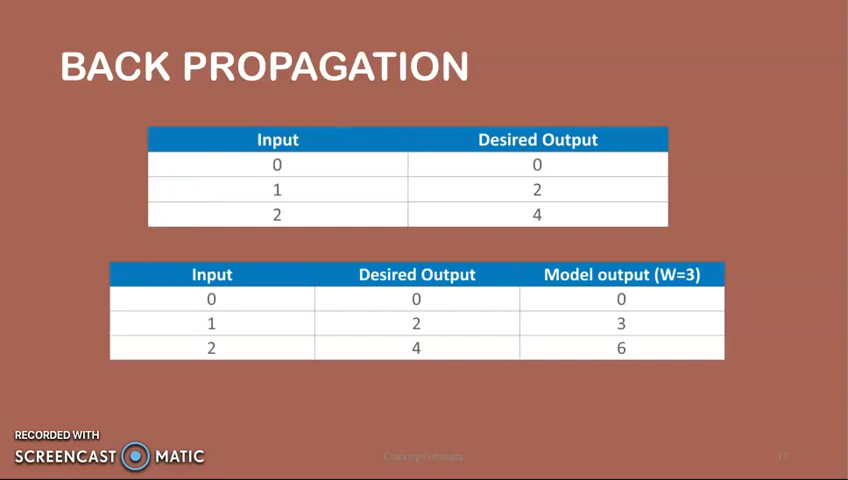 BACK PROPAGATION
Input Desired Output
0 0
1 2
2 4
Input Desired Output Model output (W=3)
0 0 0
1 2 3
2 4 6
RECORDED WITH
SCREENCAST MATIC
37